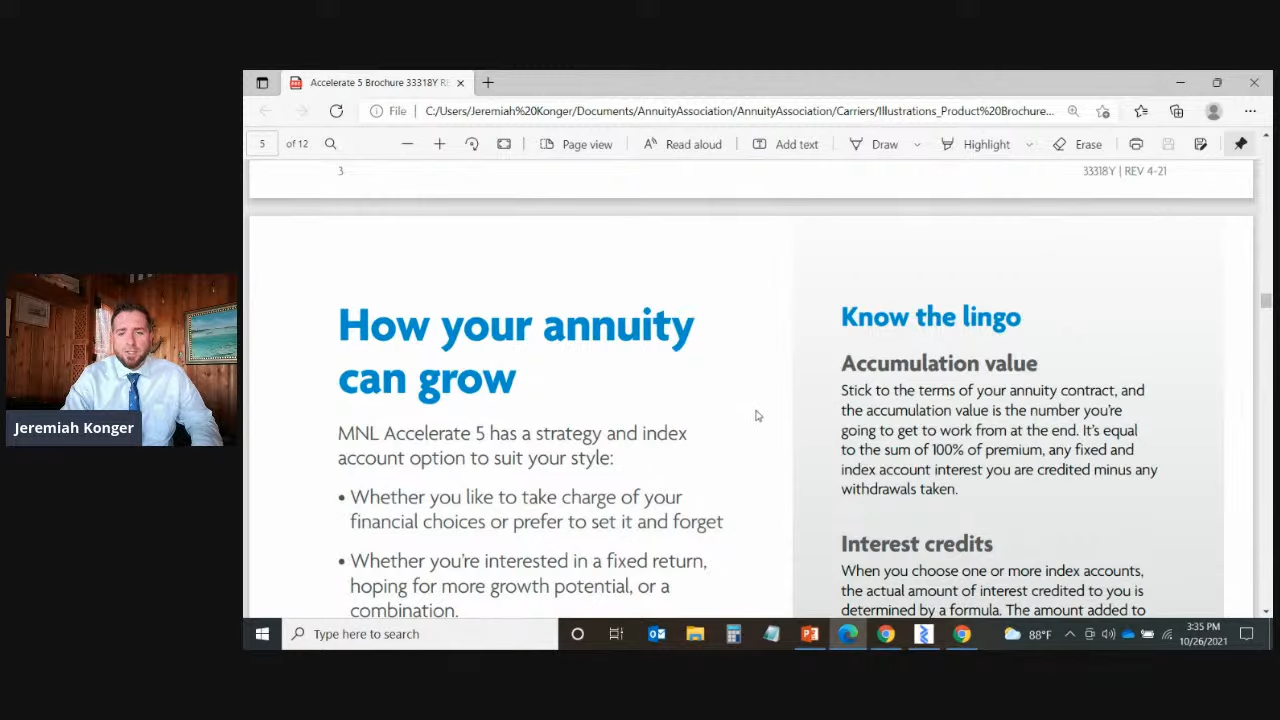 Accelerate 5 Brochure 33318Y RE
File
C:/Users/Jeremiah%20Konger/Documents/AnnuityAssociation/AnnuityAssociation/Carriers/Illustrations_Product%20Brochure...
5 of 12
Page view
Read aloud
Add text
Draw
Highlight
Erase
3
33318Y | REV 4-21
How your annuity
can grow
MNL Accelerate 5 has a strategy and index
account option to suit your style:
• Whether you like to take charge of your
financial choices or prefer to set it and forget
• Whether you're interested in a fixed return,
hoping for more growth potential, or a
combination.
Know the lingo
Accumulation value
Stick to the terms of your annuity contract, and
the accumulation value is the number you're
going to get to work from at the end. It's equal
to the sum of 100% of premium, any fixed and
index account interest you are credited minus any
withdrawals taken.
Interest credits
When you choose one or more index accounts,
the actual amount of interest credited to you is
determined by a formula. The amount added to
Jeremiah Konger
Type here to search
88°F
3:35 PM
10/26/2021